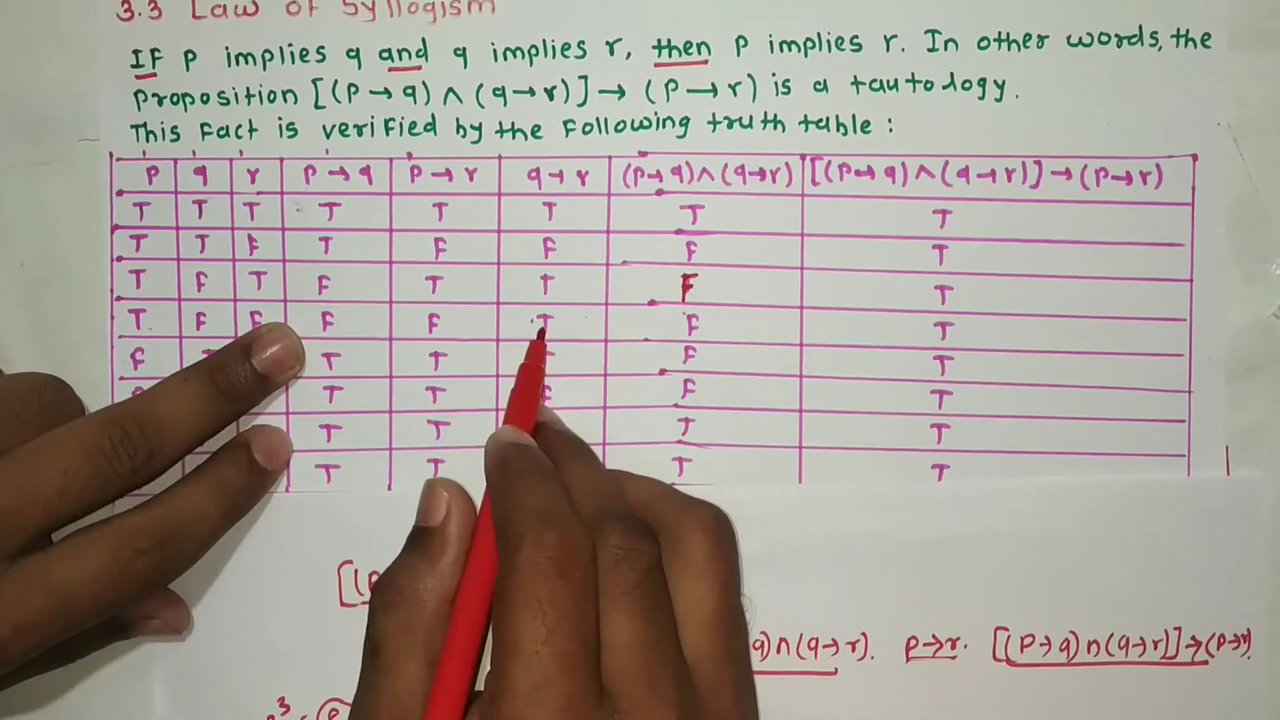 3.3 Law of Syllogism
IF p implies q and q implies r, then p implies r. In other words, the
proposition [(p→q)∧(q→r)]→(p→r) is a tautology.
This fact is verified by the following truth table :
p q r p→q p→r q→r (p→q)∧(q→r) [(p→q)∧(q→r)]→(p→r)
T T T T T T T T
T T F T F F F T
T F T F T T F T
T. F F F F T F T
F T T F T
T T F T
T T T T
T T T T
q)∩(q→r). p→r. [(p→q)∩(q→r)]→(p→r)
3